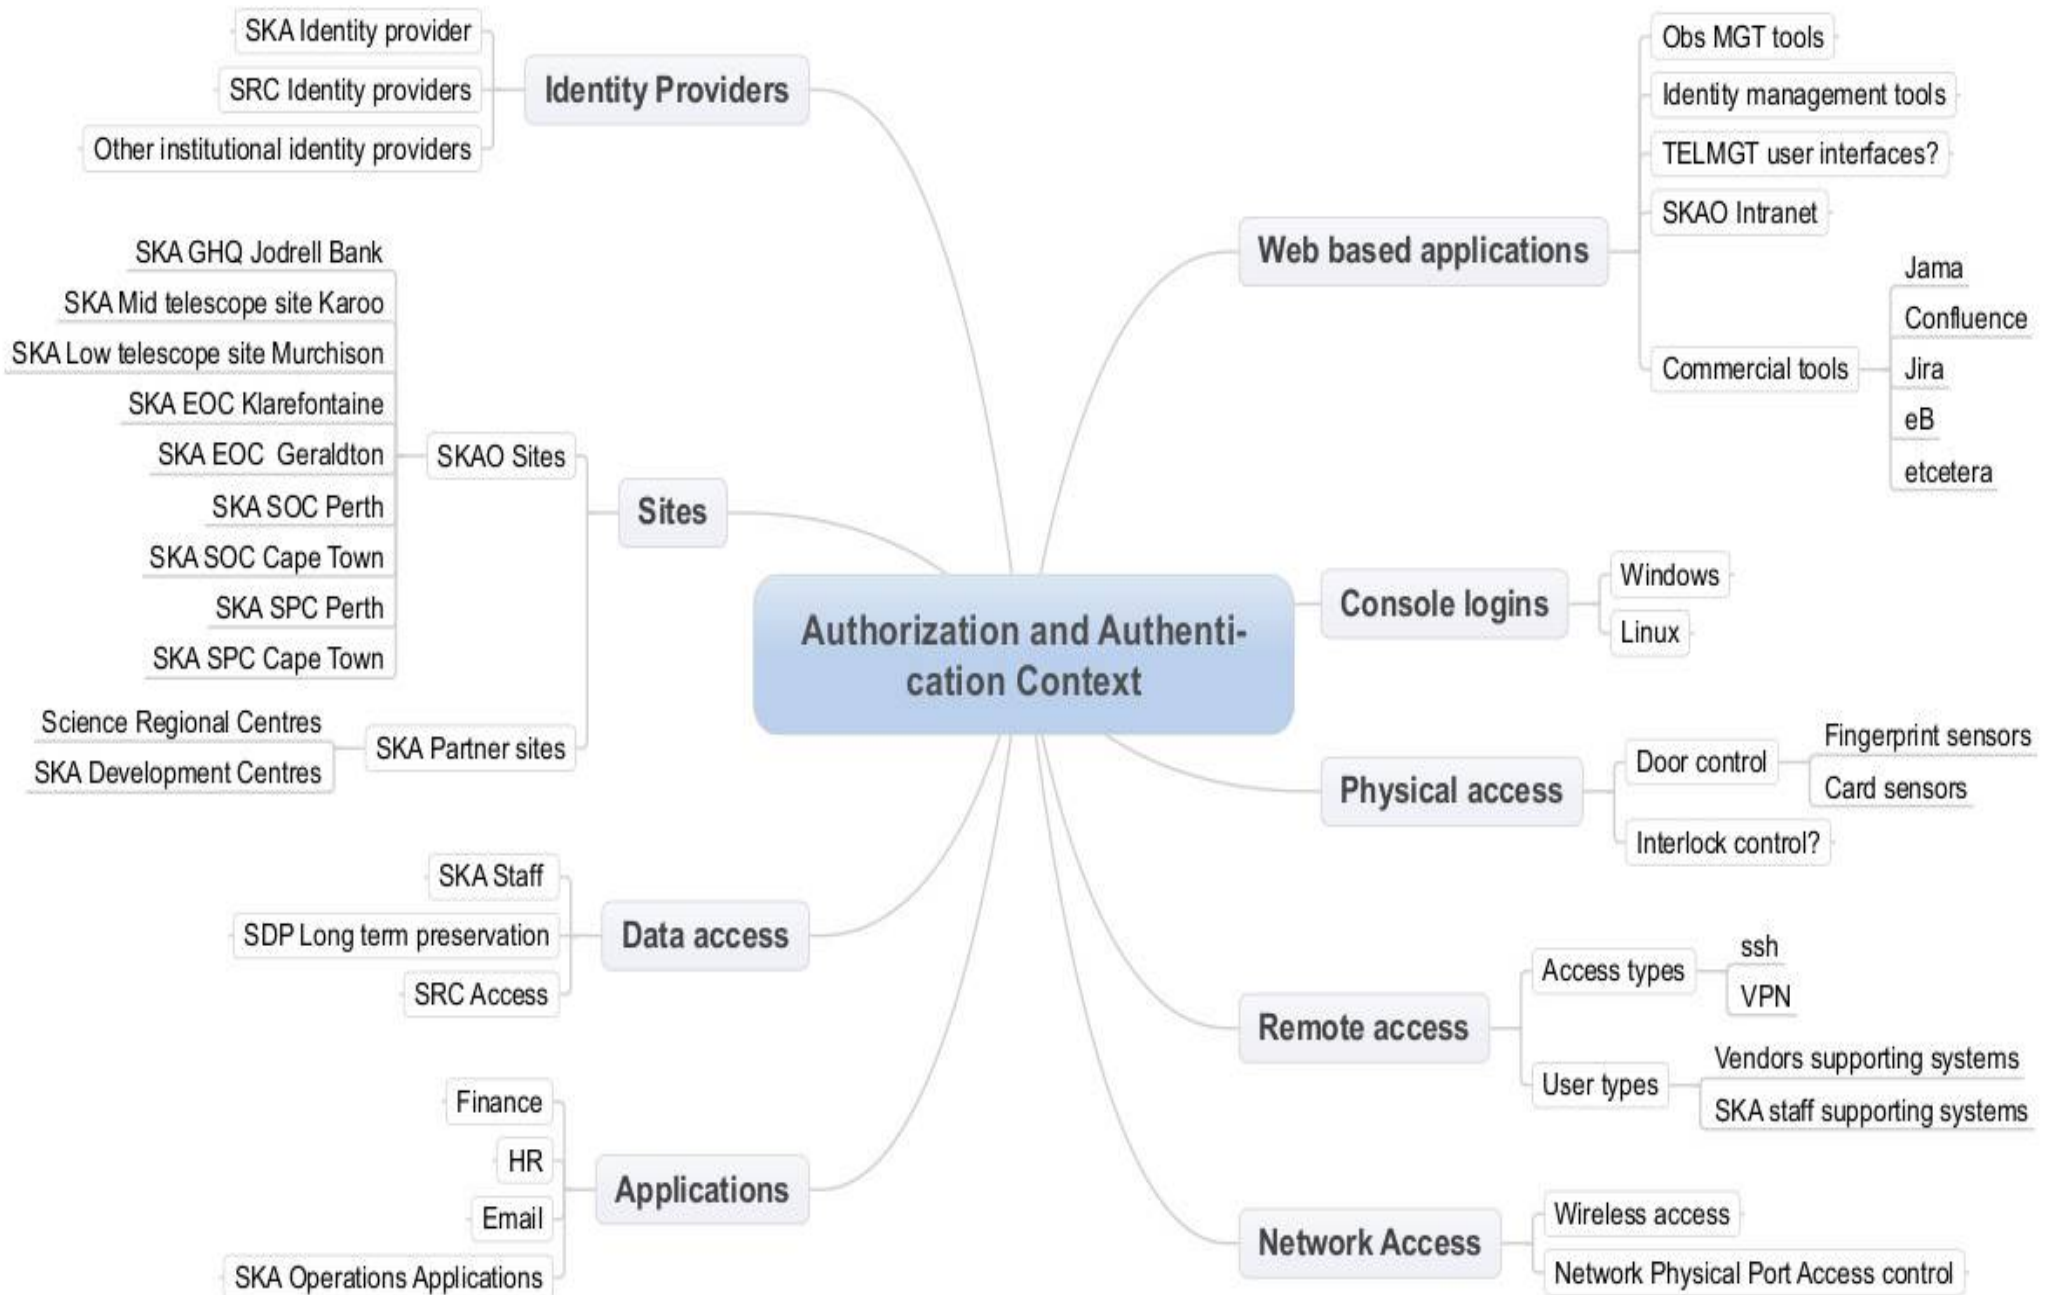 SKA Identity provider
SRC Identity providers
Other institutional identity providers
Identity Providers
SKA GHQ Jodrell Bank
SKA Mid telescope site Karoo
SKA Low telescope site Murchison
SKA EOC Klarefontaine
SKA EOC  Geraldton
SKA SOC Perth
SKA SOC Cape Town
SKA SPC Perth
SKA SPC Cape Town
SKAO Sites
Science Regional Centres
SKA Development Centres
SKA Partner sites
Sites
SKA Staff
SDP Long term preservation
SRC Access
Data access
Finance
HR
Email
SKA Operations Applications
Applications
Authorization and Authenti-
cation Context
Web based applications
Obs MGT tools
Identity management tools
TELMGT user interfaces?
SKAO Intranet
Commercial tools
Jama
Confluence
Jira
eB
etcetera
Console logins
Windows
Linux
Physical access
Door control
Fingerprint sensors
Card sensors
Interlock control?
Remote access
Access types
ssh
VPN
User types
Vendors supporting systems
SKA staff supporting systems
Network Access
Wireless access
Network Physical Port Access control